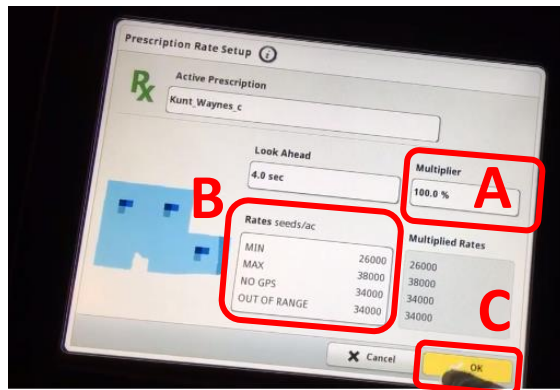 Prescription Rate Setup i
Rx Active Prescription
Kunt_Waynes_c
Look Ahead
4.0 sec
Multiplier
100.0 % A
B
Rates seeds/ac
MIN 26000
MAX 38000
NO GPS 34000
OUT OF RANGE 34000
Multiplied Rates
26000
38000
34000
34000
C
X Cancel
OK